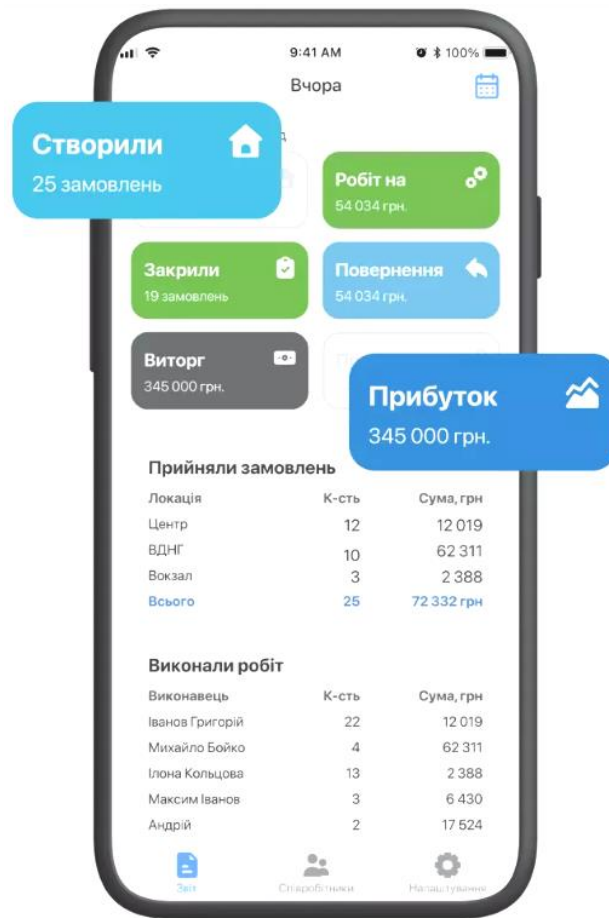 9:41 AM
100%
Вчора
Створили
25 замовлень
Робіт на
54 034 грн.
Закрили
19 замовлень
Повернення
54 034 грн.
Виторг
345 000 грн.
Прибуток
345 000 грн.
Прийняли замовлень
Локація К-сть Сума, грн
Центр 12 12 019
ВДНГ 10 62 311
Вокзал 3 2 388
Всього 25 72 332 грн
Виконали робіт
Виконавець К-сть Сума, грн
Іванов Григорій 22 12 019
Михайло Бойко 4 62 311
Ілона Кольцова 13 2 388
Максим Іванов 3 6 430
Андрій 2 17 524
Звіт Співробітники Налаштування